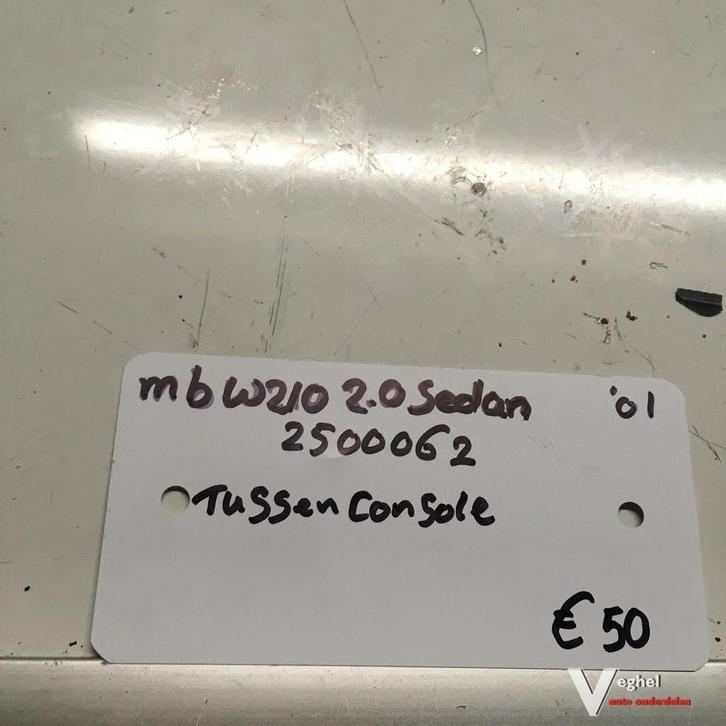 mb W210 2.0 Sedan '01
2500062
Tussen Console
€ 50
Veghel
auto onderdelen